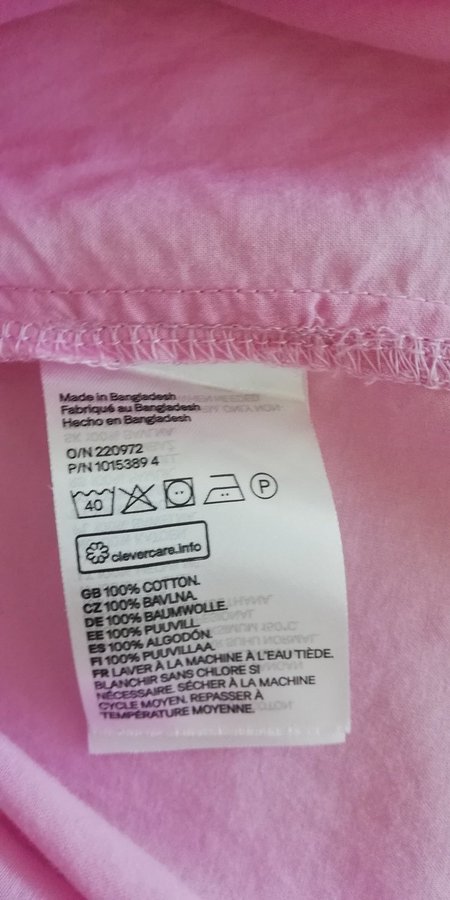 Made in Bangladesh
Fabriqué au Bangladesh
Hecho en Bangladesh
O/N 220972
P/N 1015389 4
40
P
clevercare.info
GB 100% COTTON.
CZ 100% BAVLNA.
DE 100% BAUMWOLLE.
EE 100% PUUVILL.
ES 100% ALGODÓN.
FI 100% PUUVILLAA.
FR LAVER À LA MACHINE À L'EAU TIÈDE.
BLANCHIR SANS CHLORE SI
NÉCESSAIRE. SÉCHER À LA MACHINE
CYCLE MOYEN. REPASSER À
TEMPÉRATURE MOYENNE.